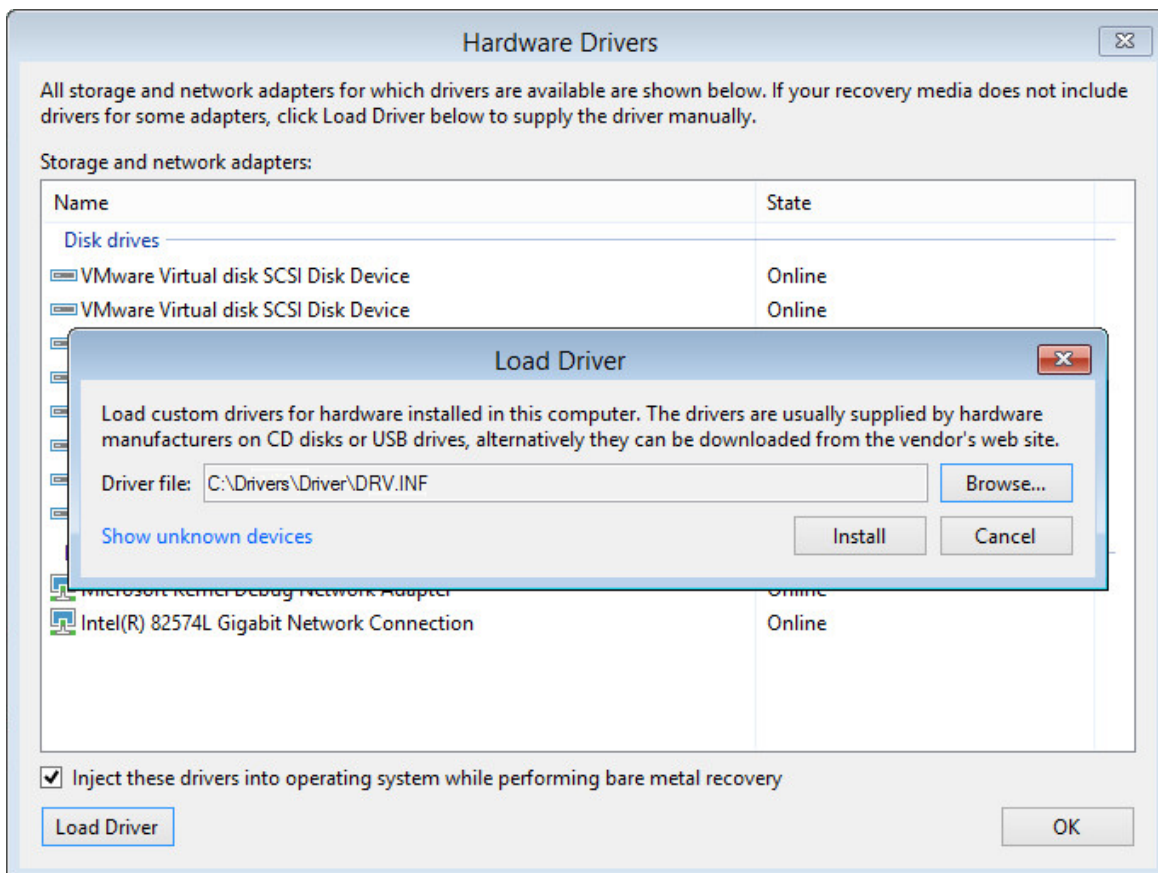 Hardware Drivers
All storage and network adapters for which drivers are available are shown below. If your recovery media does not include
drivers for some adapters, click Load Driver below to supply the driver manually.
Storage and network adapters:
Name State
Disk drives
VMware Virtual disk SCSI Disk Device Online
VMware Virtual disk SCSI Disk Device Online
Load Driver
Load custom drivers for hardware installed in this computer. The drivers are usually supplied by hardware
manufacturers on CD disks or USB drives, alternatively they can be downloaded from the vendor's web site.
Driver file: C:\Drivers\Driver\DRV.INF Browse...
Show unknown devices Install Cancel
Microsoft Kernel Debug Network Adapter Online
Intel(R) 82574L Gigabit Network Connection Online
Inject these drivers into operating system while performing bare metal recovery
Load Driver OK